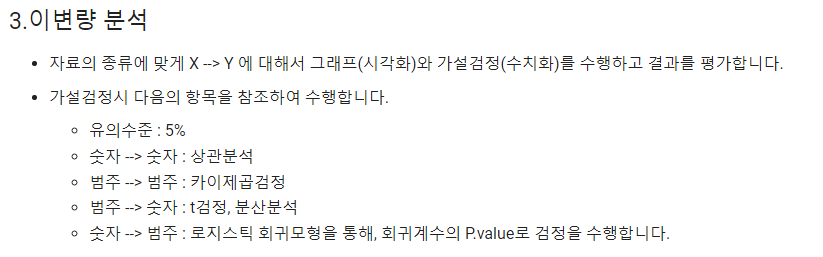 3.이변량 분석
자료의 종류에 맞게 X --> Y 에 대해서 그래프(시각화)와 가설검정(수치화)를 수행하고 결과를 평가합니다.
가설검정시 다음의 항목을 참조하여 수행합니다.
유의수준 : 5%
숫자 --> 숫자 : 상관분석
범주 --> 범주 : 카이제곱검정
범주 --> 숫자 : t검정, 분산분석
숫자 --> 범주 : 로지스틱 회귀모형을 통해, 회귀계수의 P.value로 검정을 수행합니다.